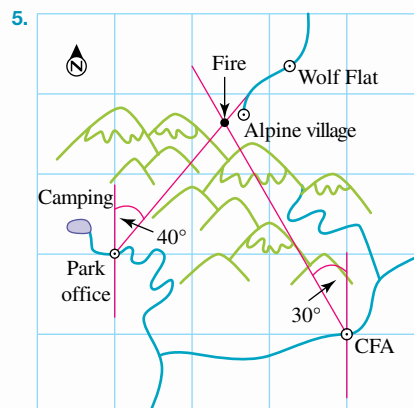 5.
N
Fire
Wolf Flat
Alpine village
Camping
40°
Park
office
30°
CFA